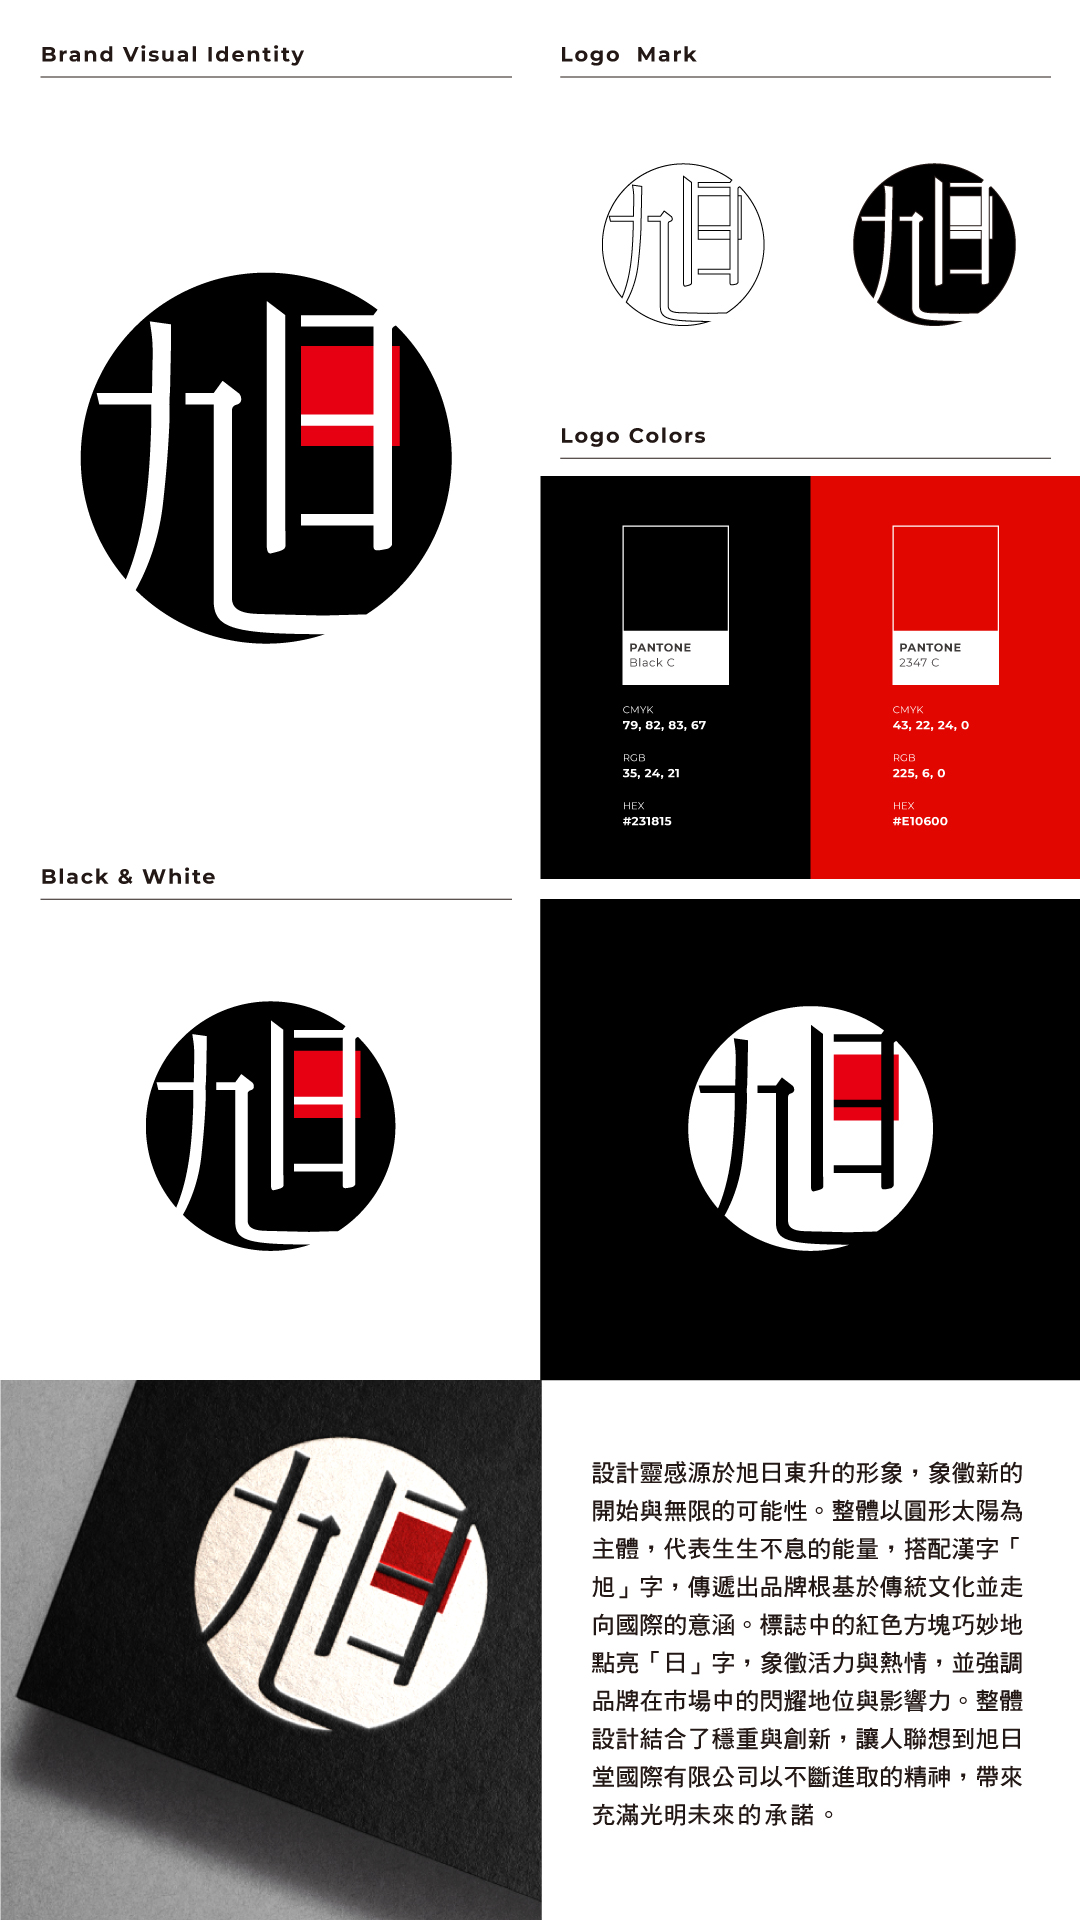 Brand Visual Identity
旭
Logo Mark
旭
旭
Logo Colors
PANTONE
Black C
CMYK
79, 82, 83, 67
RGB
35, 24, 21
HEX
#231815
PANTONE
2347 C
CMYK
43, 22, 24, 0
RGB
225, 6, 0
HEX
#E10600
Black & White
旭
旭
旭
設計靈感源於旭日東升的形象，象徵新的
開始與無限的可能性。整體以圓形太陽為
主體，代表生生不息的能量，搭配漢字「
旭」字，傳遞出品牌根基於傳統文化並走
向國際的意涵。標誌中的紅色方塊巧妙地
點亮「日」字，象徵活力與熱情，並強調
品牌在市場中的閃耀地位與影響力。整體
設計結合了穩重與創新，讓人聯想到旭日
堂國際有限公司以不斷進取的精神，帶來
充滿光明未來的承諾。